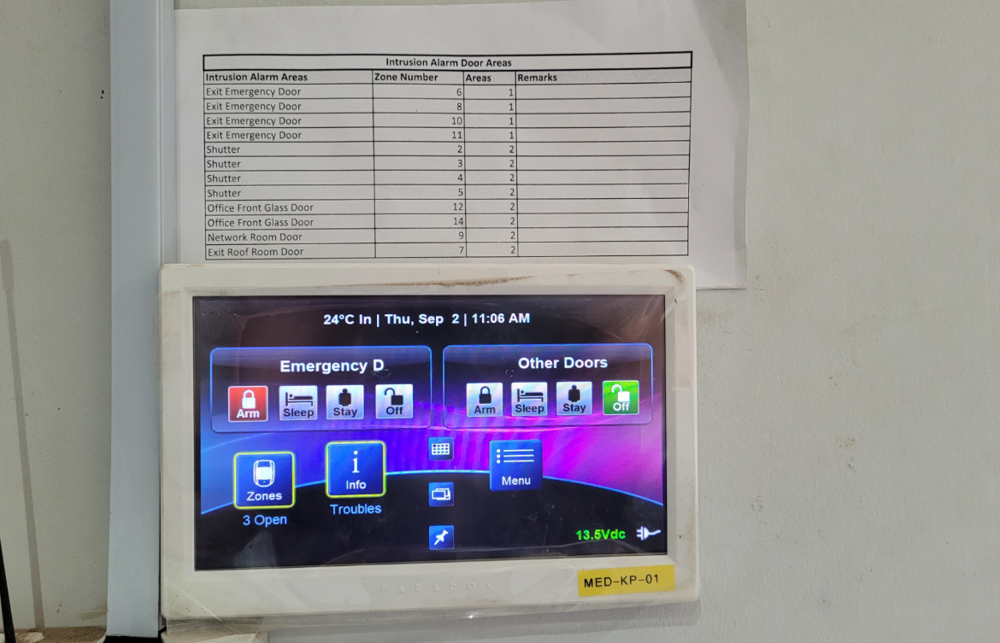 Intrusion Alarm Door Areas
Intrusion Alarm Areas Zone Number Areas Remarks
Exit Emergency Door 6 1
Exit Emergency Door 8 1
Exit Emergency Door 10 1
Exit Emergency Door 11 1
Shutter 2 2
Shutter 3 2
Shutter 4 2
Shutter 5 2
Office Front Glass Door 12 2
Office Front Glass Door 14 2
Network Room Door 9 2
Exit Roof Room Door 7 2
24°C In | Thu, Sep 2 | 11:06 AM
Emergency D
Arm Sleep Stay Off
Other Doors
Arm Sleep Stay Off
Zones
3 Open
i
Info
Troubles
Menu
13.5Vdc
PARADOX
MED-KP-01